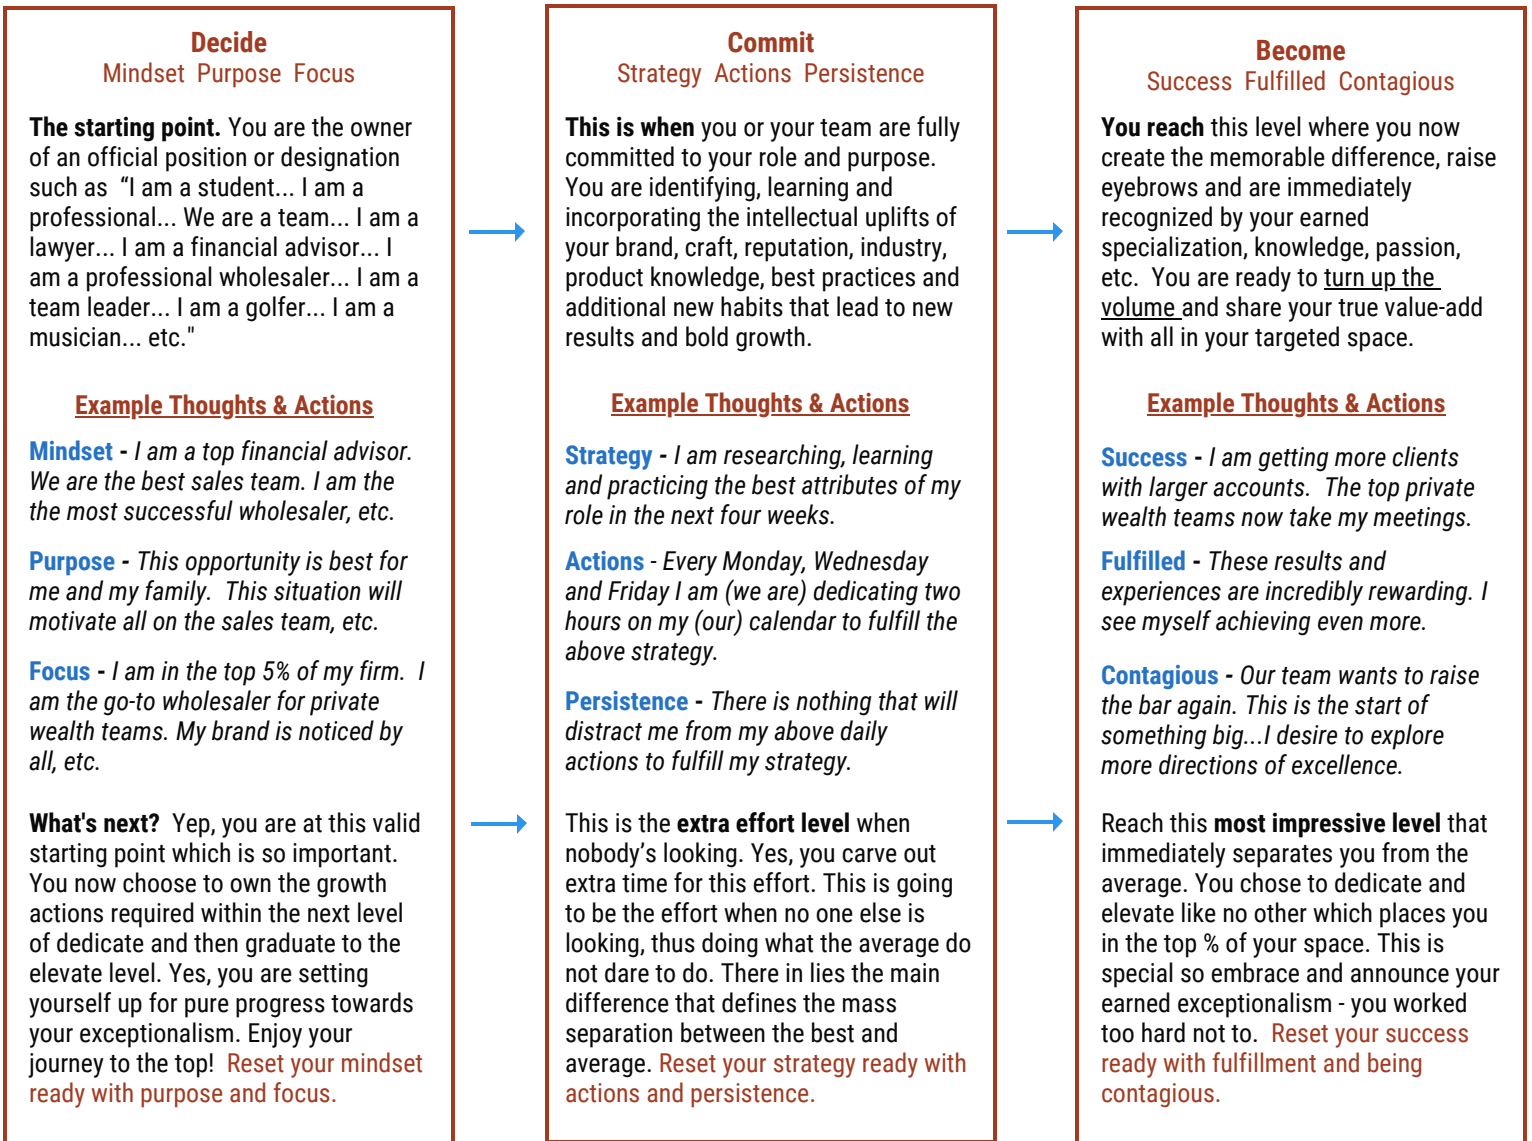 Decide
Mindset  Purpose  Focus
The starting point. You are the owner
of an official position or designation
such as  “I am a student... I am a
professional... We are a team... I am a
lawyer... I am a financial advisor... I
am a professional wholesaler... I am a
team leader... I am a golfer... I am a
musician... etc."
Example Thoughts & Actions
Mindset - I am a top financial advisor.
We are the best sales team. I am the
the most successful wholesaler, etc.
Purpose - This opportunity is best for
me and my family.  This situation will
motivate all on the sales team, etc.
Focus - I am in the top 5% of my firm.  I
am the go-to wholesaler for private
wealth teams. My brand is noticed by
all, etc.
What's next?  Yep, you are at this valid
starting point which is so important.
You now choose to own the growth
actions required within the next level
of dedicate and then graduate to the
elevate level. Yes, you are setting
yourself up for pure progress towards
your exceptionalism. Enjoy your
journey to the top!  Reset your mindset
ready with purpose and focus.
Commit
Strategy  Actions  Persistence
This is when you or your team are fully
committed to your role and purpose.
You are identifying, learning and
incorporating the intellectual uplifts of
your brand, craft, reputation, industry,
product knowledge, best practices and
additional new habits that lead to new
results and bold growth.
Example Thoughts & Actions
Strategy - I am researching, learning
and practicing the best attributes of my
role in the next four weeks.
Actions - Every Monday, Wednesday
and Friday I am (we are) dedicating two
hours on my (our) calendar to fulfill the
above strategy.
Persistence - There is nothing that will
distract me from my above daily
actions to fulfill my strategy.
This is the extra effort level when
nobody’s looking. Yes, you carve out
extra time for this effort. This is going
to be the effort when no one else is
looking, thus doing what the average do
not dare to do. There in lies the main
difference that defines the mass
separation between the best and
average. Reset your strategy ready with
actions and persistence.
Become
Success  Fulfilled  Contagious
You reach this level where you now
create the memorable difference, raise
eyebrows and are immediately
recognized by your earned
specialization, knowledge, passion,
etc.  You are ready to turn up the
volume and share your true value-add
with all in your targeted space.
Example Thoughts & Actions
Success - I am getting more clients
with larger accounts.  The top private
wealth teams now take my meetings.
Fulfilled - These results and
experiences are incredibly rewarding. I
see myself achieving even more.
Contagious - Our team wants to raise
the bar again. This is the start of
something big...I desire to explore
more directions of excellence.
Reach this most impressive level that
immediately separates you from the
average. You chose to dedicate and
elevate like no other which places you
in the top % of your space. This is
special so embrace and announce your
earned exceptionalism - you worked
too hard not to.  Reset your success
ready with fulfillment and being
contagious.